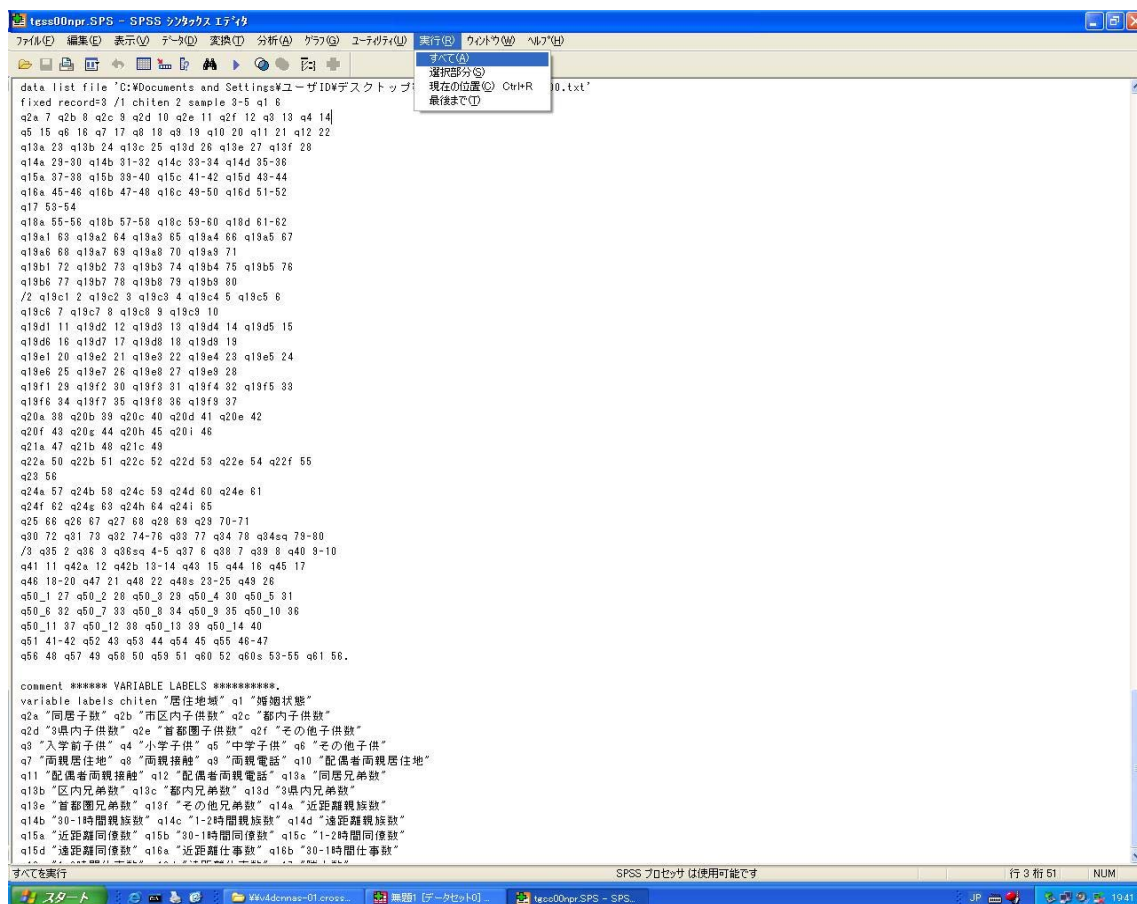 tgss00npr.SPS - SPSS シンタックス エディタ
ファイル(F) 編集(E) 表示(V) データ(D) 変換(T) 分析(A) グラフ(G) ユーティリティ(U) 実行(R) ウィンドウ(W) ヘルプ(H)
すべて(A)
選択部分(S)
現在の位置(C) Ctrl+R
最後まで(T)
data list file 'C:¥Documents and Settings¥ユーザID¥デスクトップ 00.txt'
fixed record=3 /1 chiten 2 sample 3-5 q1 6
q2a 7 q2b 8 q2c 9 q2d 10 q2e 11 q2f 12 q3 13 q4 14
q5 15 q6 16 q7 17 q8 18 q9 19 q10 20 q11 21 q12 22
q13a 23 q13b 24 q13c 25 q13d 26 q13e 27 q13f 28
q14a 29-30 q14b 31-32 q14c 33-34 q14d 35-36
q15a 37-38 q15b 39-40 q15c 41-42 q15d 43-44
q16a 45-46 q16b 47-48 q16c 49-50 q16d 51-52
q17 53-54
q18a 55-56 q18b 57-58 q18c 59-60 q18d 61-62
q19a1 63 q19a2 64 q19a3 65 q19a4 66 q19a5 67
q19a6 68 q19a7 69 q19a8 70 q19a9 71
q19b1 72 q19b2 73 q19b3 74 q19b4 75 q19b5 76
q19b6 77 q19b7 78 q19b8 79 q19b9 80
/2 q19c1 2 q19c2 3 q19c3 4 q19c4 5 q19c5 6
q19c6 7 q19c7 8 q19c8 9 q19c9 10
q19d1 11 q19d2 12 q19d3 13 q19d4 14 q19d5 15
q19d6 16 q19d7 17 q19d8 18 q19d9 19
q19e1 20 q19e2 21 q19e3 22 q19e4 23 q19e5 24
q19e6 25 q19e7 26 q19e8 27 q19e9 28
q19f1 29 q19f2 30 q19f3 31 q19f4 32 q19f5 33
q19f6 34 q19f7 35 q19f8 36 q19f9 37
q20a 38 q20b 39 q20c 40 q20d 41 q20e 42
q20f 43 q20g 44 q20h 45 q20i 46
q21a 47 q21b 48 q21c 49
q22a 50 q22b 51 q22c 52 q22d 53 q22e 54 q22f 55
q23 56
q24a 57 q24b 58 q24c 59 q24d 60 q24e 61
q24f 62 q24g 63 q24h 64 q24i 65
q25 66 q26 67 q27 68 q28 69 q29 70-71
q30 72 q31 73 q32 74-76 q33 77 q34 78 q34sq 79-80
/3 q35 2 q36 3 q36sq 4-5 q37 6 q38 7 q39 8 q40 9-10
q41 11 q42a 12 q42b 13-14 q43 15 q44 16 q45 17
q46 18-20 q47 21 q48 22 q48s 23-25 q49 26
q50_1 27 q50_2 28 q50_3 29 q50_4 30 q50_5 31
q50_6 32 q50_7 33 q50_8 34 q50_9 35 q50_10 36
q50_11 37 q50_12 38 q50_13 39 q50_14 40
q51 41-42 q52 43 q53 44 q54 45 q55 46-47
q56 48 q57 49 q58 50 q59 51 q60 52 q60s 53-55 q61 56.
comment ****** VARIABLE LABELS **********.
variable labels chiten "居住地域" q1 "婚姻状態"
q2a "同居子数" q2b "市区内子供数" q2c "都内子供数"
q2d "3県内子供数" q2e "首都圏子供数" q2f "その他子供数"
q3 "入学前子供" q4 "小学子供" q5 "中学子供" q6 "その他子供"
q7 "両親居住地" q8 "両親接触" q9 "両親電話" q10 "配偶者両親居住地"
q11 "配偶者両親接触" q12 "配偶者両親電話" q13a "同居兄弟数"
q13b "区内兄弟数" q13c "都内兄弟数" q13d "3県内兄弟数"
q13e "首都圏兄弟数" q13f "その他兄弟数" q14a "近距離親族数"
q14b "30-1時間親族数" q14c "1-2時間親族数" q14d "遠距離親族数"
q15a "近距離同僚数" q15b "30-1時間同僚数" q15c "1-2時間同僚数"
q15d "遠距離同僚数" q16a "近距離仕事数" q16b "30-1時間仕事数"
すべてを実行 SPSS プロセッサ は使用可能です 行 3 桁 51 NUM
スタート ¥¥v4dcnnas-01.cross... 無題1 [データセット0]... tgss00npr.SPS - SPS... JP 19:41